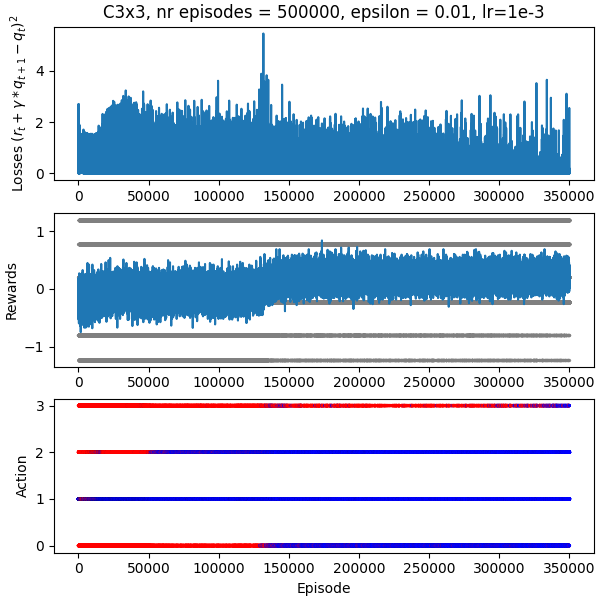 C3x3, nr episodes = 500000, epsilon = 0.01, lr=1e-3
Losses $(r_t + \gamma * q_{t+1} - q_t)^2$
4
2
0
0 50000 100000 150000 200000 250000 300000 350000
Rewards
1
0
−1
0 50000 100000 150000 200000 250000 300000 350000
Action
3
2
1
0
0 50000 100000 150000 200000 250000 300000 350000
Episode